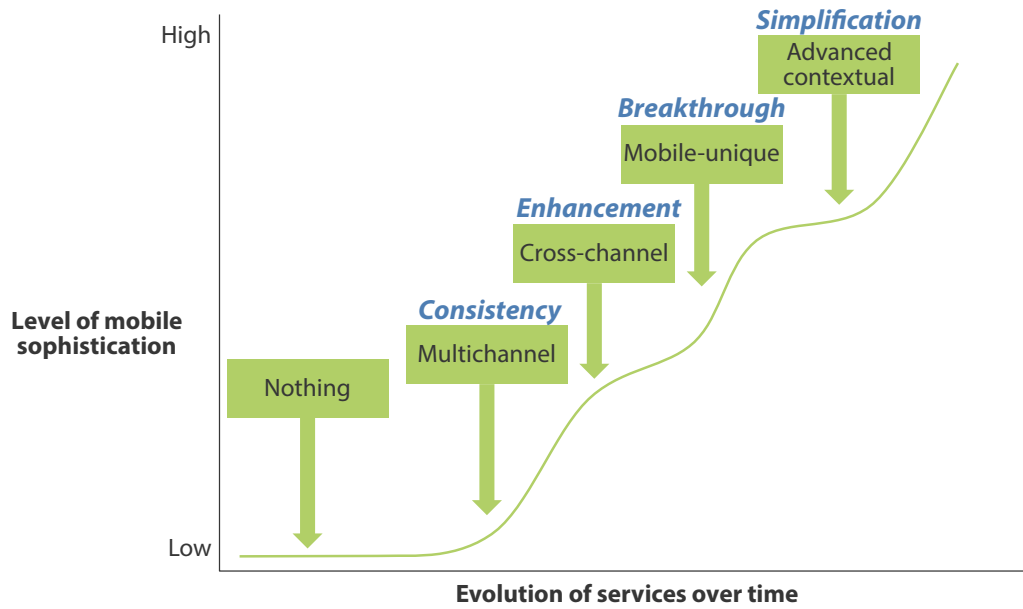 High
Simplification
Advanced
contextual
Breakthrough
Mobile-unique
Enhancement
Cross-channel
Consistency
Multichannel
Level of mobile
sophistication
Nothing
Low
Evolution of services over time